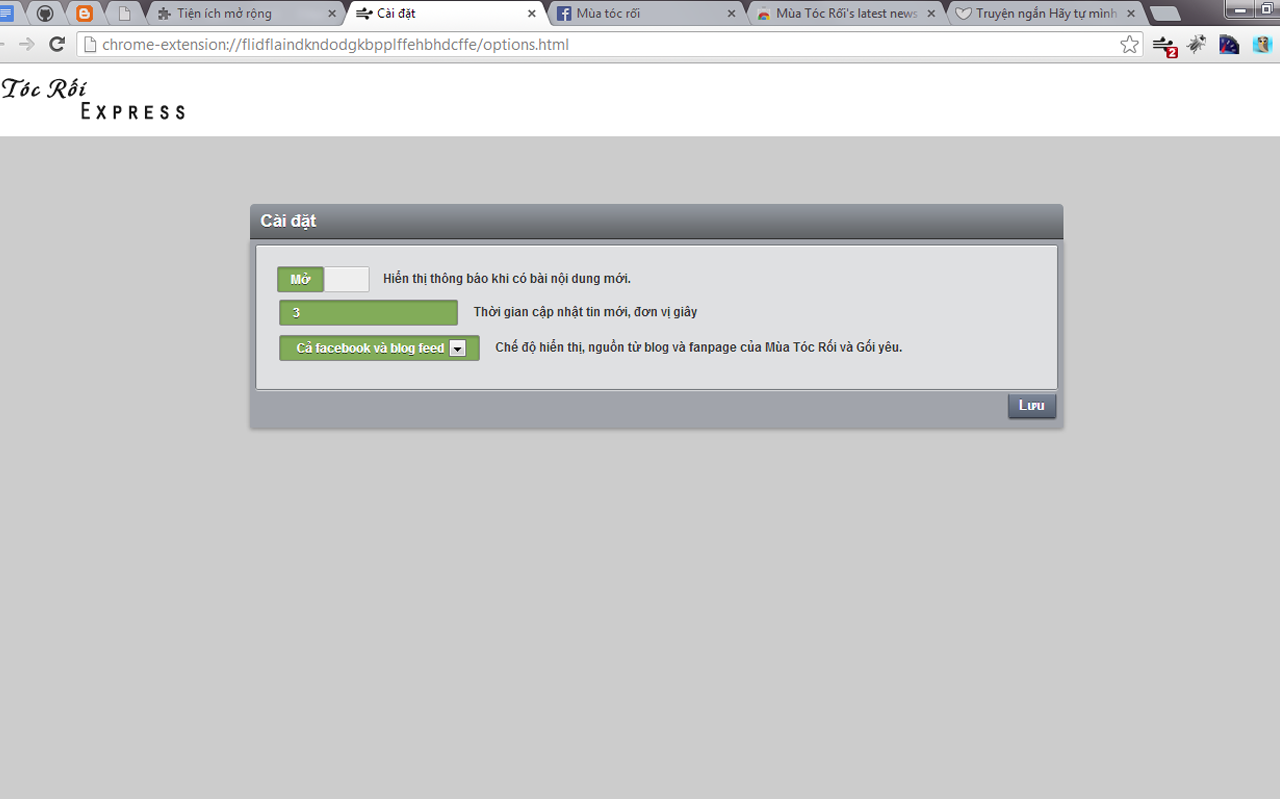 Tiện ích mở rộng
Cài đặt
Mùa tóc rối
Mùa Tóc Rối's latest news
Truyện ngắn Hãy tự mình
chrome-extension://flidflaindkndodgkbpplffehbhdcffe/options.html
2
Tóc Rối
EXPRESS
Cài đặt
Mở Hiển thị thông báo khi có bài nội dung mới.
3 Thời gian cập nhật tin mới, đơn vị giây
Cả facebook và blog feed Chế độ hiển thị, nguồn từ blog và fanpage của Mùa Tóc Rối và Gối yêu.
Lưu